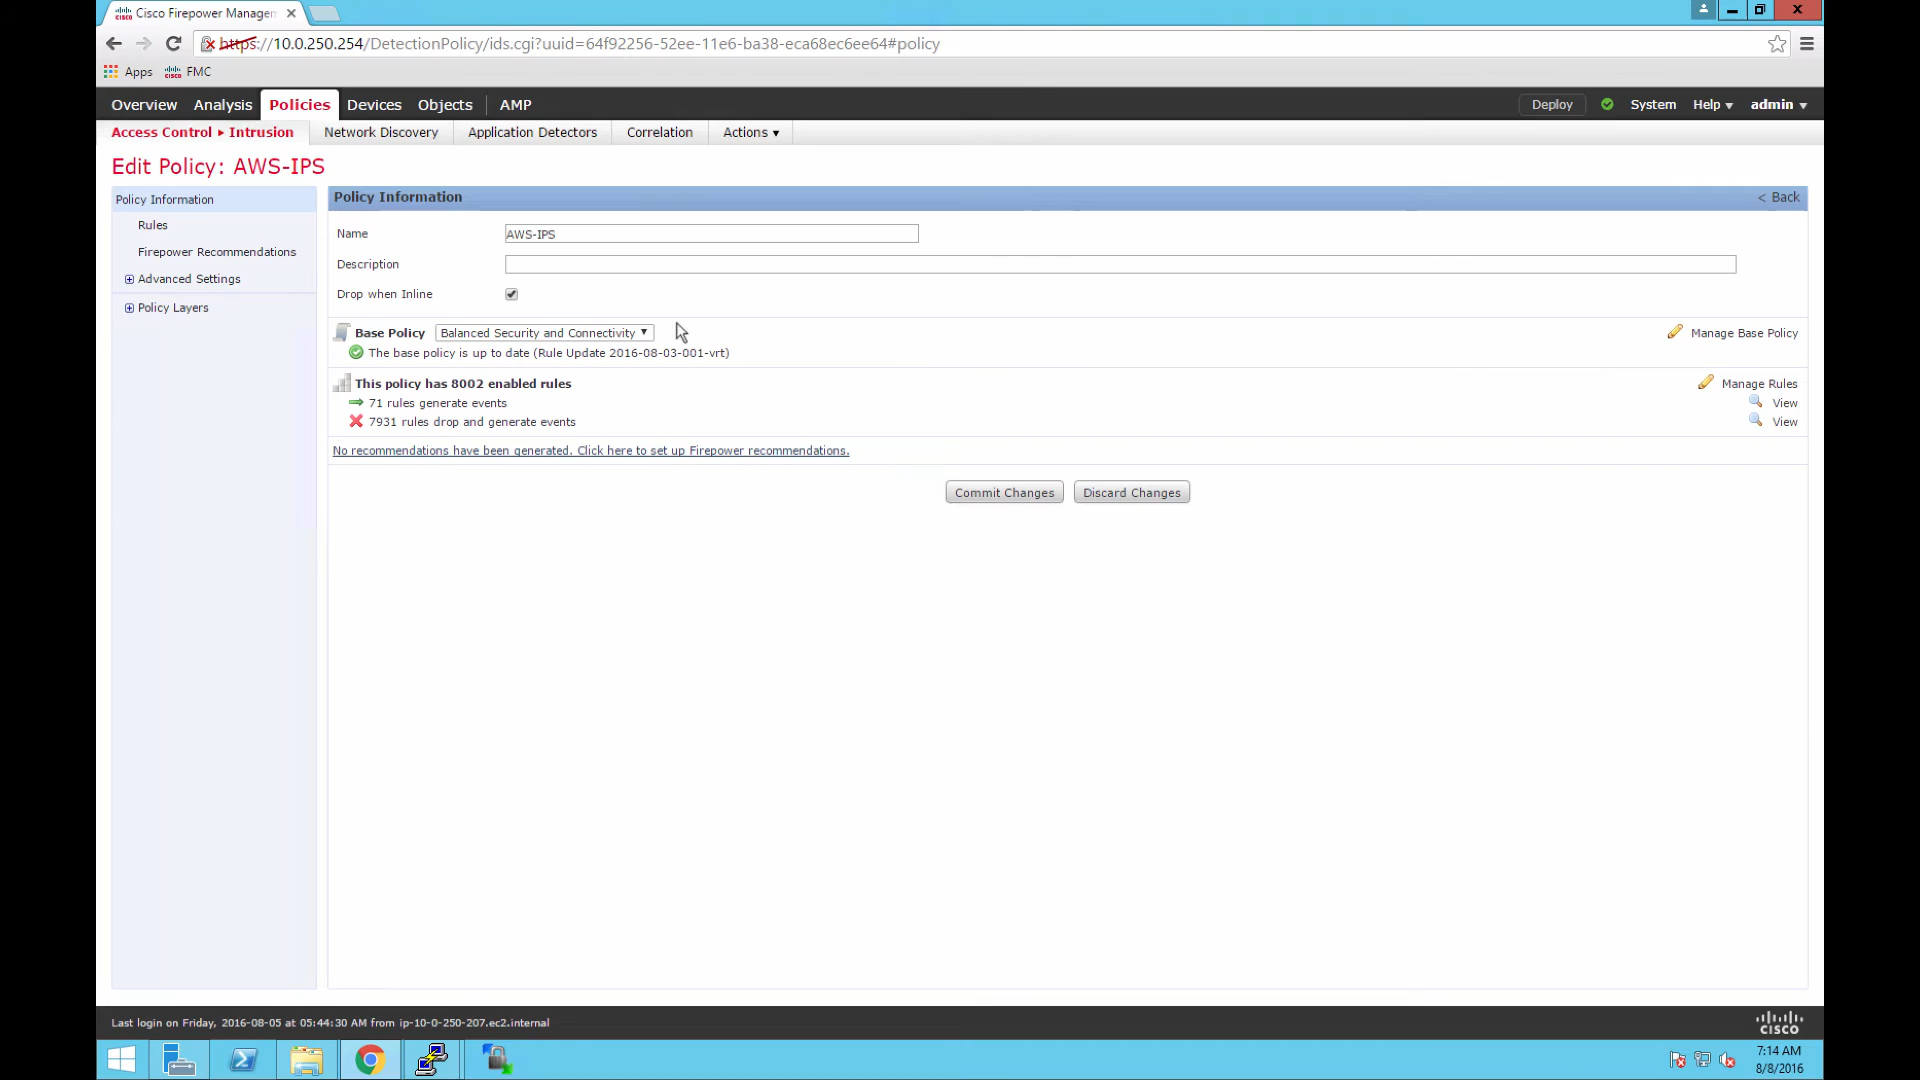 Cisco Firepower Managem
https://10.0.250.254/DetectionPolicy/ids.cgi?uuid=64f92256-52ee-11e6-ba38-eca68ec6ee64#policy
Apps FMC
Overview Analysis Policies Devices Objects AMP Deploy System Help admin
Access Control Intrusion Network Discovery Application Detectors Correlation Actions
Edit Policy: AWS-IPS
Policy Information
Rules
Firepower Recommendations
Advanced Settings
Policy Layers
Policy Information < Back
Name AWS-IPS
Description
Drop when Inline
Base Policy Balanced Security and Connectivity Manage Base Policy
The base policy is up to date (Rule Update 2016-08-03-001-vrt)
This policy has 8002 enabled rules Manage Rules
71 rules generate events View
7931 rules drop and generate events View
No recommendations have been generated. Click here to set up Firepower recommendations.
Commit Changes Discard Changes
Last login on Friday, 2016-08-05 at 05:44:30 AM from ip-10-0-250-207.ec2.internal
CISCO
7:14 AM
8/8/2016